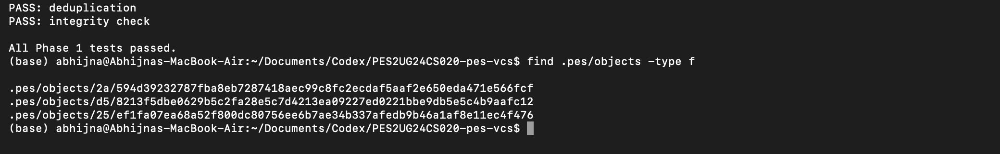 PASS: deduplication
PASS: integrity check
All Phase 1 tests passed.
(base) abhijna@Abhijnas-MacBook-Air:~/Documents/Codex/PES2UG24CS020-pes-vcs$ find .pes/objects -type f
.pes/objects/2a/594d39232787fba8eb7287418aec99c8fc2ecdaf5aaf2e650eda471e566fcf
.pes/objects/d5/8213f5dbe0629b5c2fa28e5c7d4213ea09227ed0221bbe9db5e5c4b9aafc12
.pes/objects/25/ef1fa07ea68a52f800dc80756ee6b7ae34b337afedb9b46a1af8e11ec4f476
(base) abhijna@Abhijnas-MacBook-Air:~/Documents/Codex/PES2UG24CS020-pes-vcs$